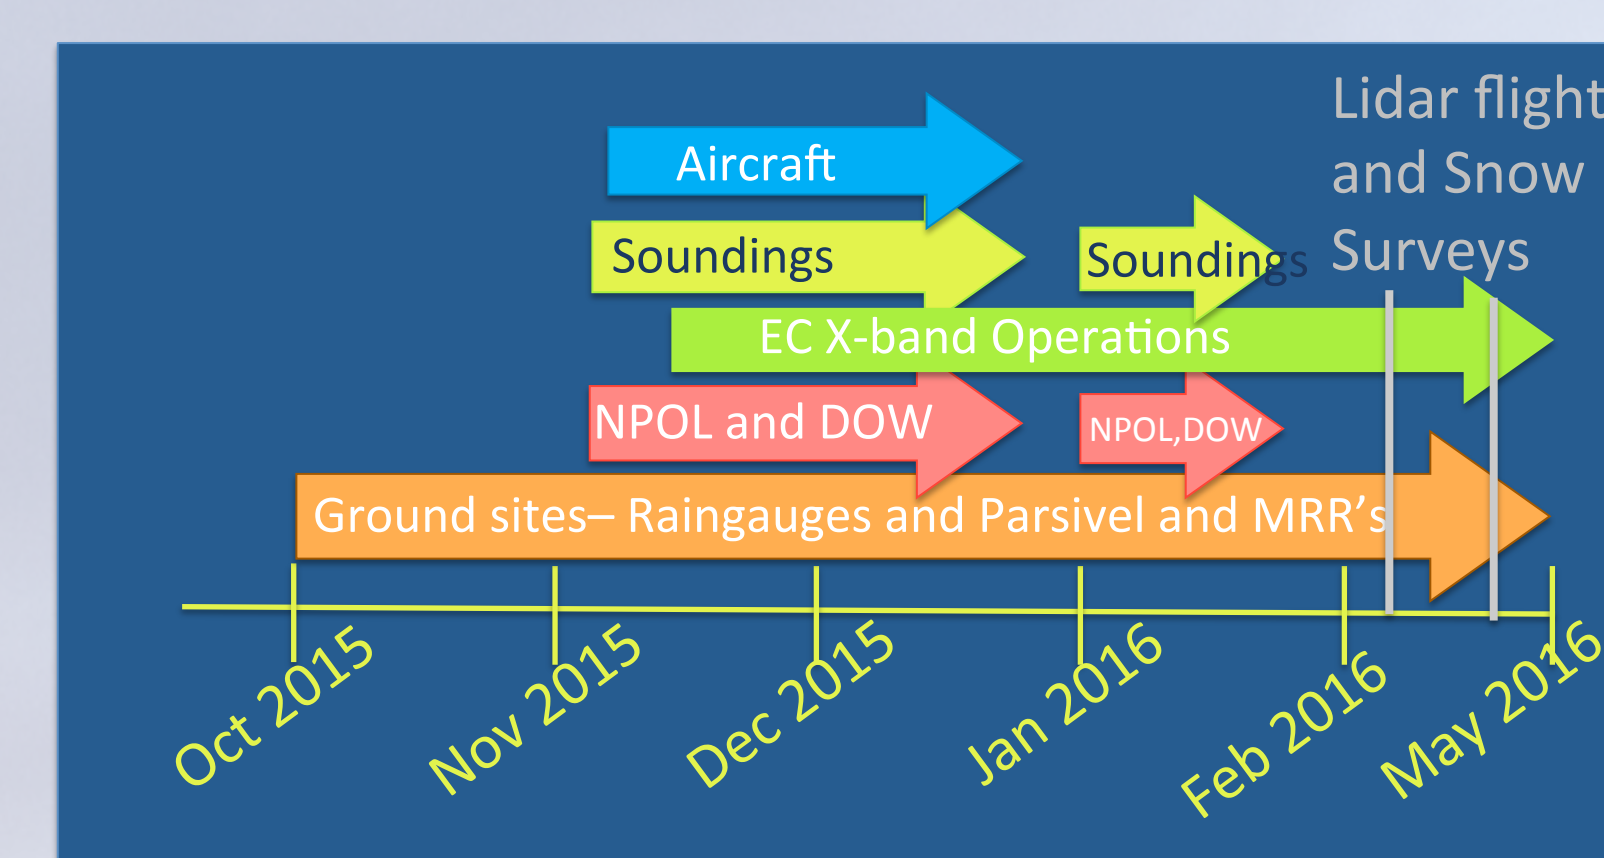 Lidar flight
and Snow
Surveys
Aircraft
Soundings
Soundings
EC X-band Operations
NPOL and DOW
NPOL,DOW
Ground sites– Raingauges and Parsivel and MRR’s
Oct 2015
Nov 2015
Dec 2015
Jan 2016
Feb 2016
May 2016